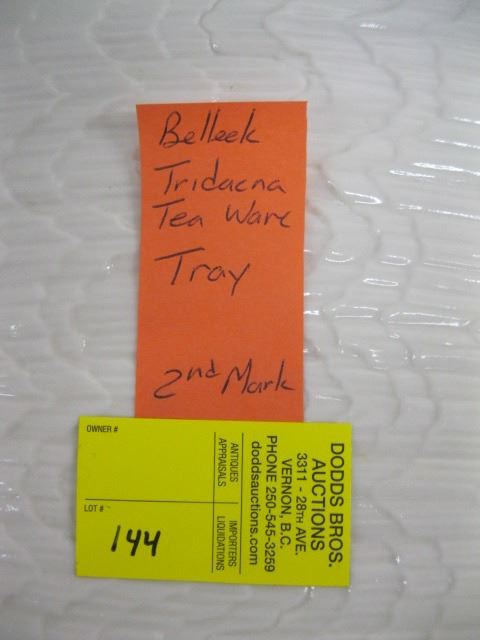 Belleek
Tridacna
Tea Ware
Tray
2nd Mark
OWNER #
LOT #
144
ANTIQUES
APPRAISALS
IMPORTERS
LIQUIDATIONS
DODDS BROS.
AUCTIONS
3311 - 28TH AVE.
VERNON, B.C.
PHONE 250-545-3259
doddsauctions.com